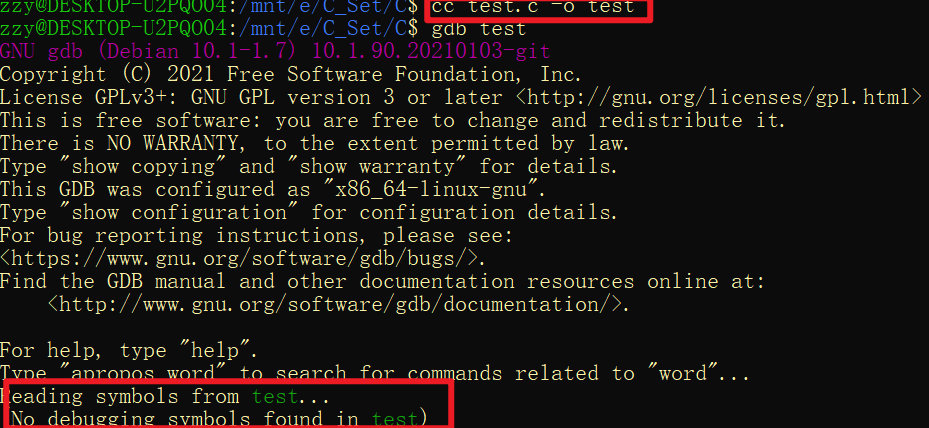 zzy@DESKTOP-U2PQO04:/mnt/e/C_Set/C$ cc test.c -o test
zzy@DESKTOP-U2PQO04:/mnt/e/C_Set/C$ gdb test
GNU gdb (Debian 10.1-1.7) 10.1.90.20210103-git
Copyright (C) 2021 Free Software Foundation, Inc.
License GPLv3+: GNU GPL version 3 or later <http://gnu.org/licenses/gpl.html>
This is free software: you are free to change and redistribute it.
There is NO WARRANTY, to the extent permitted by law.
Type "show copying" and "show warranty" for details.
This GDB was configured as "x86_64-linux-gnu".
Type "show configuration" for configuration details.
For bug reporting instructions, please see:
<https://www.gnu.org/software/gdb/bugs/>.
Find the GDB manual and other documentation resources online at:
    <http://www.gnu.org/software/gdb/documentation/>.
For help, type "help".
Type "apropos word" to search for commands related to "word"...
Reading symbols from test...
(No debugging symbols found in test)